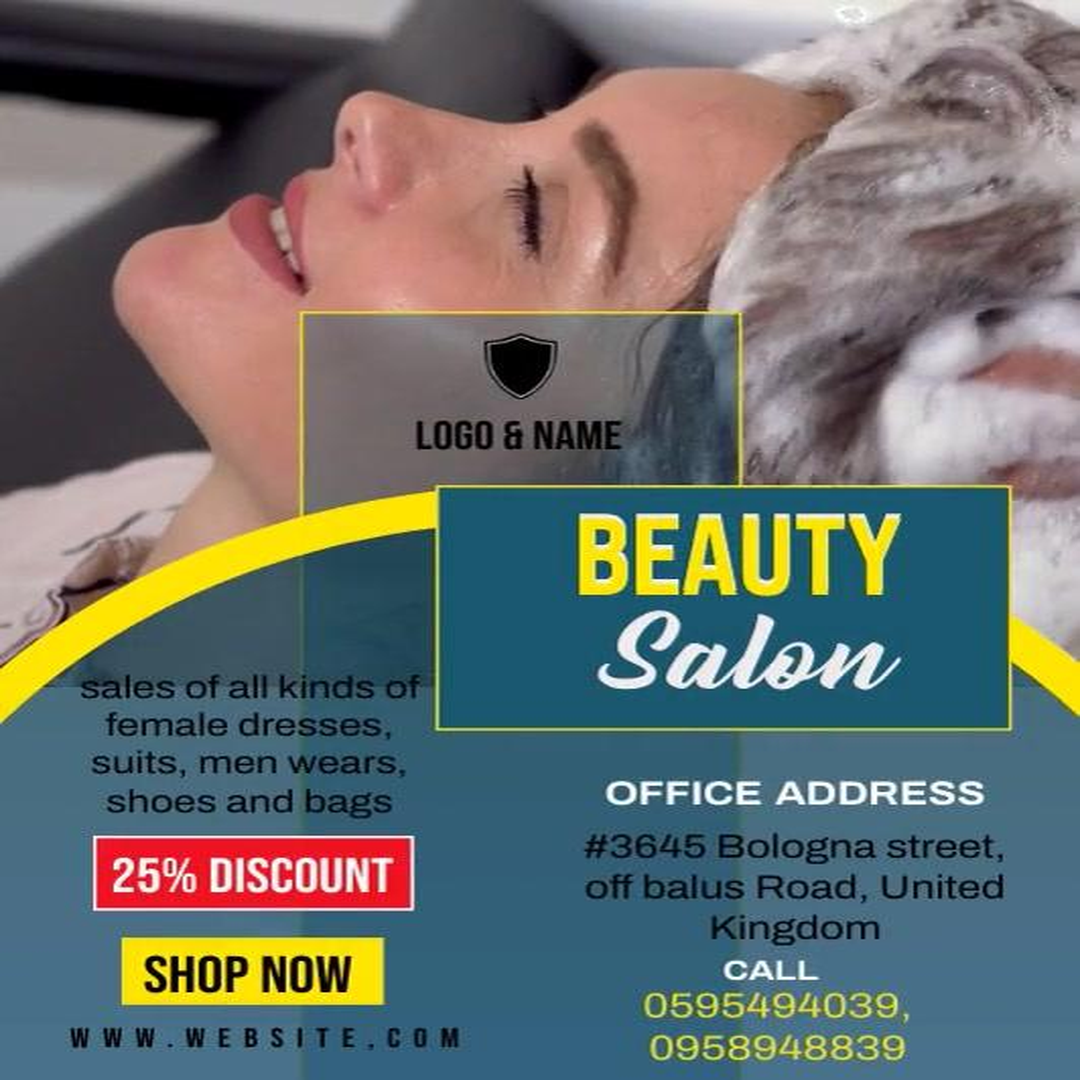 LOGO & NAME
BEAUTY
Salon
sales of all kinds of
female dresses,
suits, men wears,
shoes and bags
25% DISCOUNT
SHOP NOW
WWW.WEBSITE.COM
OFFICE ADDRESS
#3645 Bologna street,
off balus Road, United
Kingdom
CALL
0595494039,
0958948839